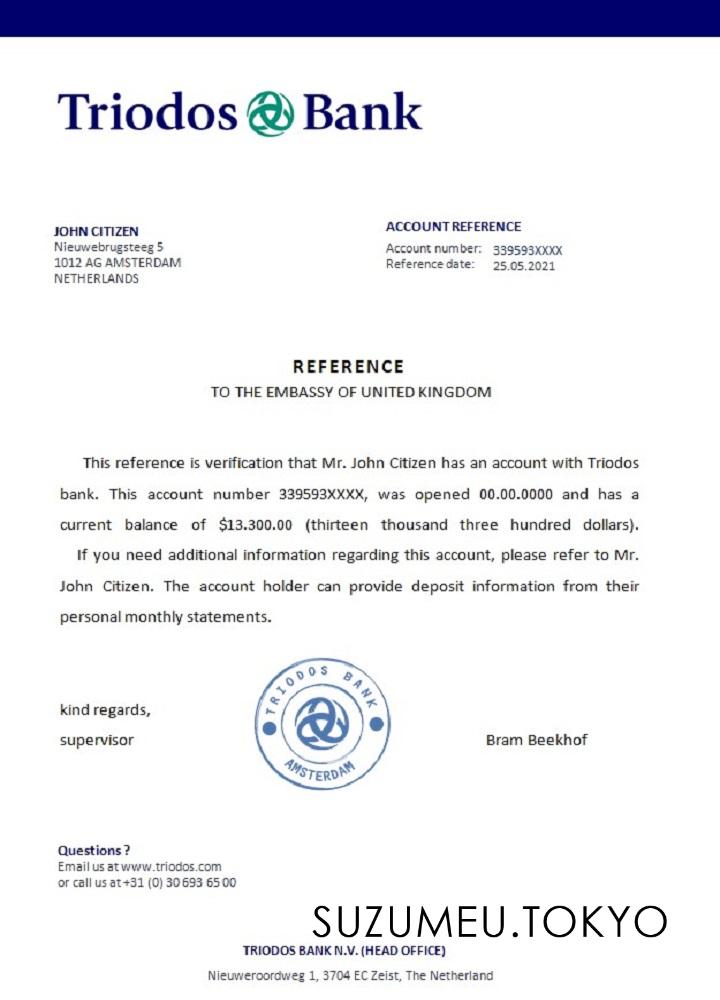 Triodos Bank
JOHN CITIZEN
Nieuwebrugsteeg 5
1012 AG AMSTERDAM
NETHERLANDS
ACCOUNT REFERENCE
Account number: 339593XXXX
Reference date: 25.05.2021
REFERENCE
TO THE EMBASSY OF UNITED KINGDOM
This reference is verification that Mr. John Citizen has an account with Triodos
bank. This account number 339593XXXX, was opened 00.00.0000 and has a
current balance of $13.300.00 (thirteen thousand three hundred dollars).
If you need additional information regarding this account, please refer to Mr.
John Citizen. The account holder can provide deposit information from their
personal monthly statements.
kind regards,
supervisor
TRIODOS BANK
AMSTERDAM
Bram Beekhof
Questions?
Email us at www.triodos.com
or call us at +31 (0) 30 693 65 00
SUZUMEU.TOKYO
TRIODOS BANK N.V. (HEAD OFFICE)
Nieuweroordweg 1, 3704 EC Zeist, The Netherland